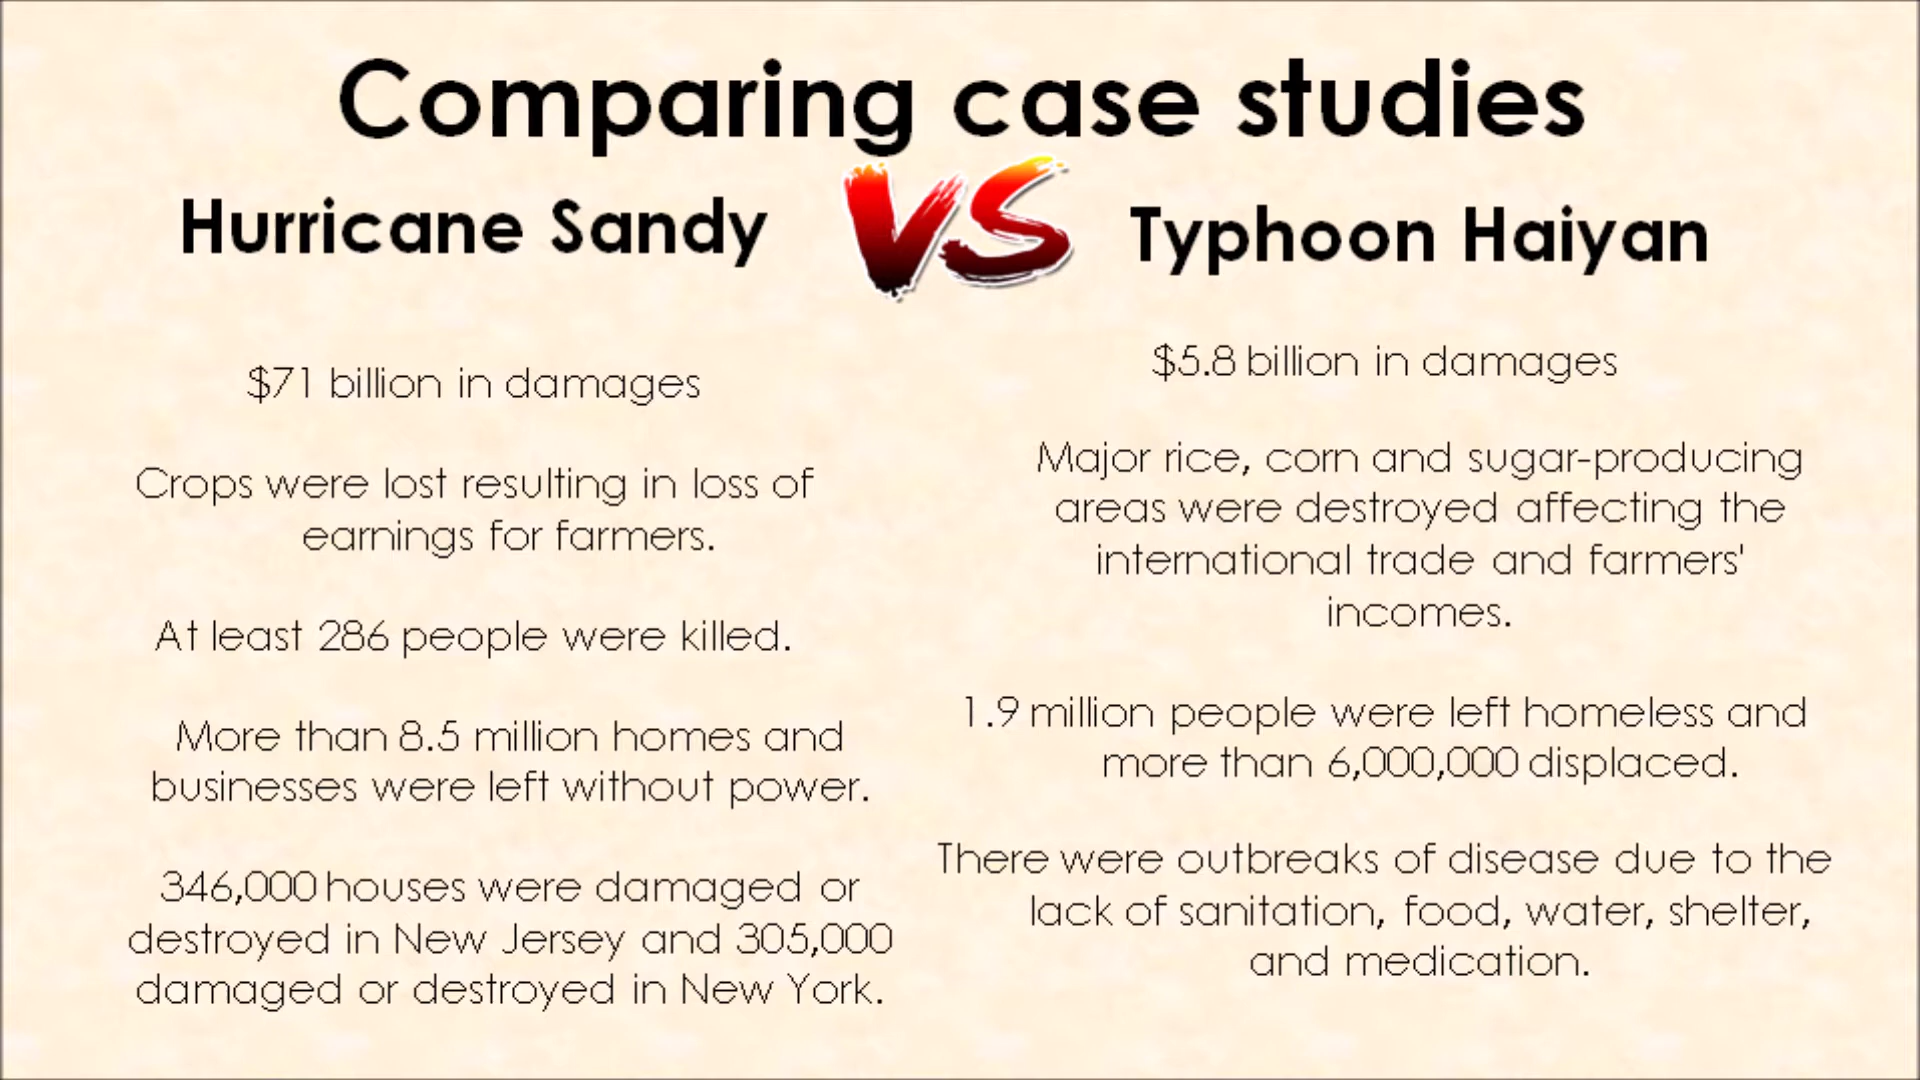 Comparing case studies
Hurricane Sandy
VS
Typhoon Haiyan
$71 billion in damages
Crops were lost resulting in loss of
earnings for farmers.
At least 286 people were killed.
More than 8.5 million homes and
businesses were left without power.
346,000 houses were damaged or
destroyed in New Jersey and 305,000
damaged or destroyed in New York.
$5.8 billion in damages
Major rice, corn and sugar-producing
areas were destroyed affecting the
international trade and farmers'
incomes.
1.9 million people were left homeless and
more than 6,000,000 displaced.
There were outbreaks of disease due to the
lack of sanitation, food, water, shelter,
and medication.